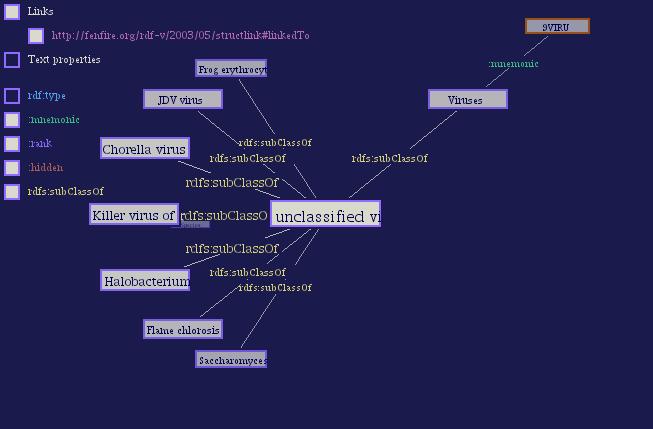 Links
http://fenfire.org/rdf-v/2003/05/structlink#linkedTo
Text properties
rdf:type
:mnemonic
:rank
:hidden
rdfs:subClassOf
9VIRU
:mnemonic
Viruses
rdfs:subClassOf
Frog erythrocyt
JDV virus
rdfs:subClassOf
rdfs:subClassOf
Chorella virus
rdfs:subClassOf
Killer virus of
rdfs:subClassO
unclassified vi
rdfs:subClassOf
Halobacterium
rdfs:subClassOf
rdfs:subClassOf
Flame chlorosis
Saccharomyces